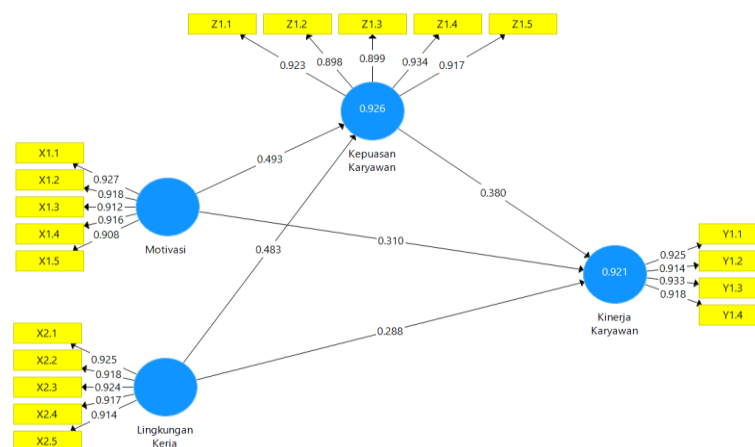 Z1.1
Z1.2
Z1.3
Z1.4
Z1.5
0.923
0.898
0.899
0.934
0.917
0.926
Kepuasan
Karyawan
X1.1
X1.2
X1.3
X1.4
X1.5
0.927
0.918
0.912
0.916
0.908
Motivasi
0.493
0.483
0.380
0.310
0.288
0.921
Kinerja
Karyawan
0.925
0.914
0.933
0.918
Y1.1
Y1.2
Y1.3
Y1.4
X2.1
X2.2
X2.3
X2.4
X2.5
0.925
0.918
0.924
0.917
0.914
Lingkungan
Kerja